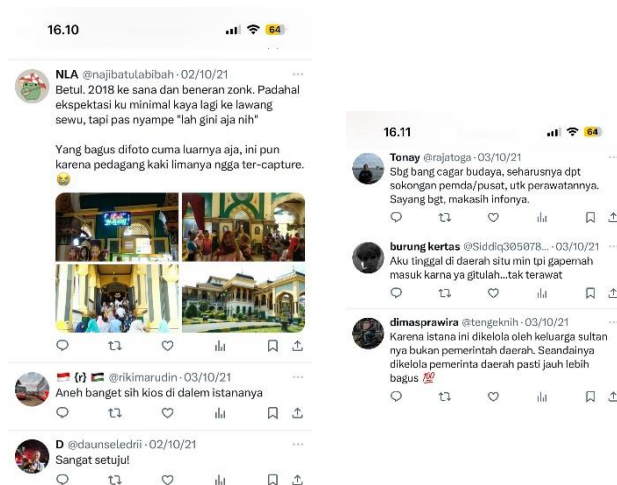 16.10
64
NLA @najibatulabibah · 02/10/21
Betul. 2018 ke sana dan beneran zonk. Padahal
ekspektasi ku minimal kaya lagi ke lawang
sewu, tapi pas nyampe "lah gini aja nih"
Yang bagus difoto cuma luarnya aja, ini pun
karena pedagang kaki limanya ngga ter-capture.
😭
🇮🇩 {r} 🇵🇸 @rikimarudin · 03/10/21
Aneh banget sih kios di dalem istananya
D @daunseledrii · 02/10/21
Sangat setuju!
16.11
64
Tonay @rajatoga · 03/10/21
Sbg bang cagar budaya, seharusnya dpt
sokongan pemda/pusat, utk perawatannya.
Sayang bgt, makasih infonya.
burung kertas @Siddiq305078... · 03/10/21
Aku tinggal di daerah situ min tpi gapernah
masuk karna ya gitulah...tak terawat
dimasprawira @tengeknih · 03/10/21
Karena istana ini dikelola oleh keluarga sultan
nya bukan pemerintah daerah. Seandainya
dikelola pemerinta daerah pasti jauh lebih
bagus 💯